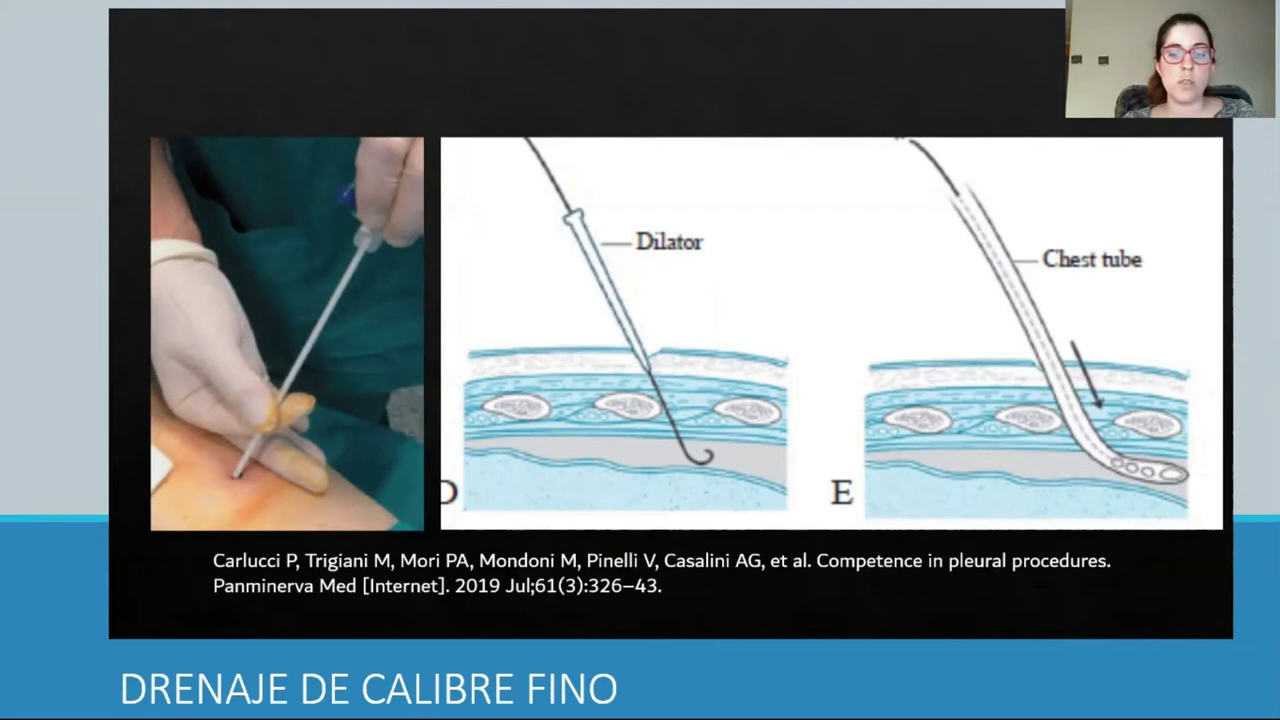 Dilator
Chest tube
D
E
Carlucci P, Trigiani M, Mori PA, Mondoni M, Pinelli V, Casalini AG, et al. Competence in pleural procedures.
Panminerva Med [Internet]. 2019 Jul;61(3):326–43.
DRENAJE DE CALIBRE FINO